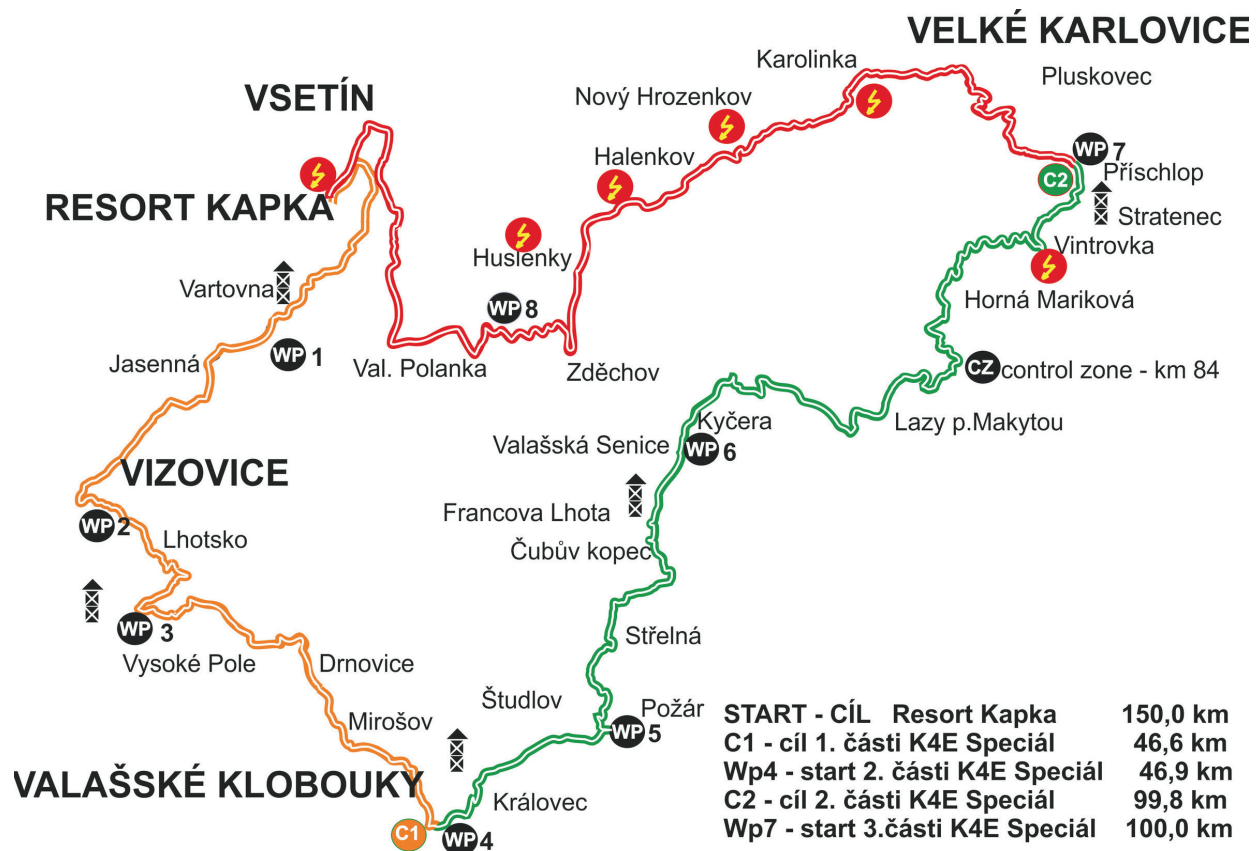 VELKÉ KARLOVICE
Karolinka
Pluskovec
VSETÍN
Nový Hrozenkov
Halenkov
WP 7
C2
Příschlop
RESORT KAPKA
Stratenec
Huslenky
Vintrovka
Vartovna
Horná Mariková
WP 8
WP 1
Jasenná
Val. Polanka
Zděchov
CZ control zone - km 84
Kyčera
Lazy p.Makytou
Valašská Senice
WP 6
VIZOVICE
Francova Lhota
WP 2
Lhotsko
Čubův kopec
WP 3
Střelná
Vysoké Pole
Drnovice
Študlov
Požár
Mirošov
WP 5
VALAŠSKÉ KLOBOUKY
Královec
C1
WP 4
START - CÍL Resort Kapka 150,0 km
C1 - cíl 1. části K4E Speciál 46,6 km
Wp4 - start 2. části K4E Speciál 46,9 km
C2 - cíl 2. části K4E Speciál 99,8 km
Wp7 - start 3.části K4E Speciál 100,0 km